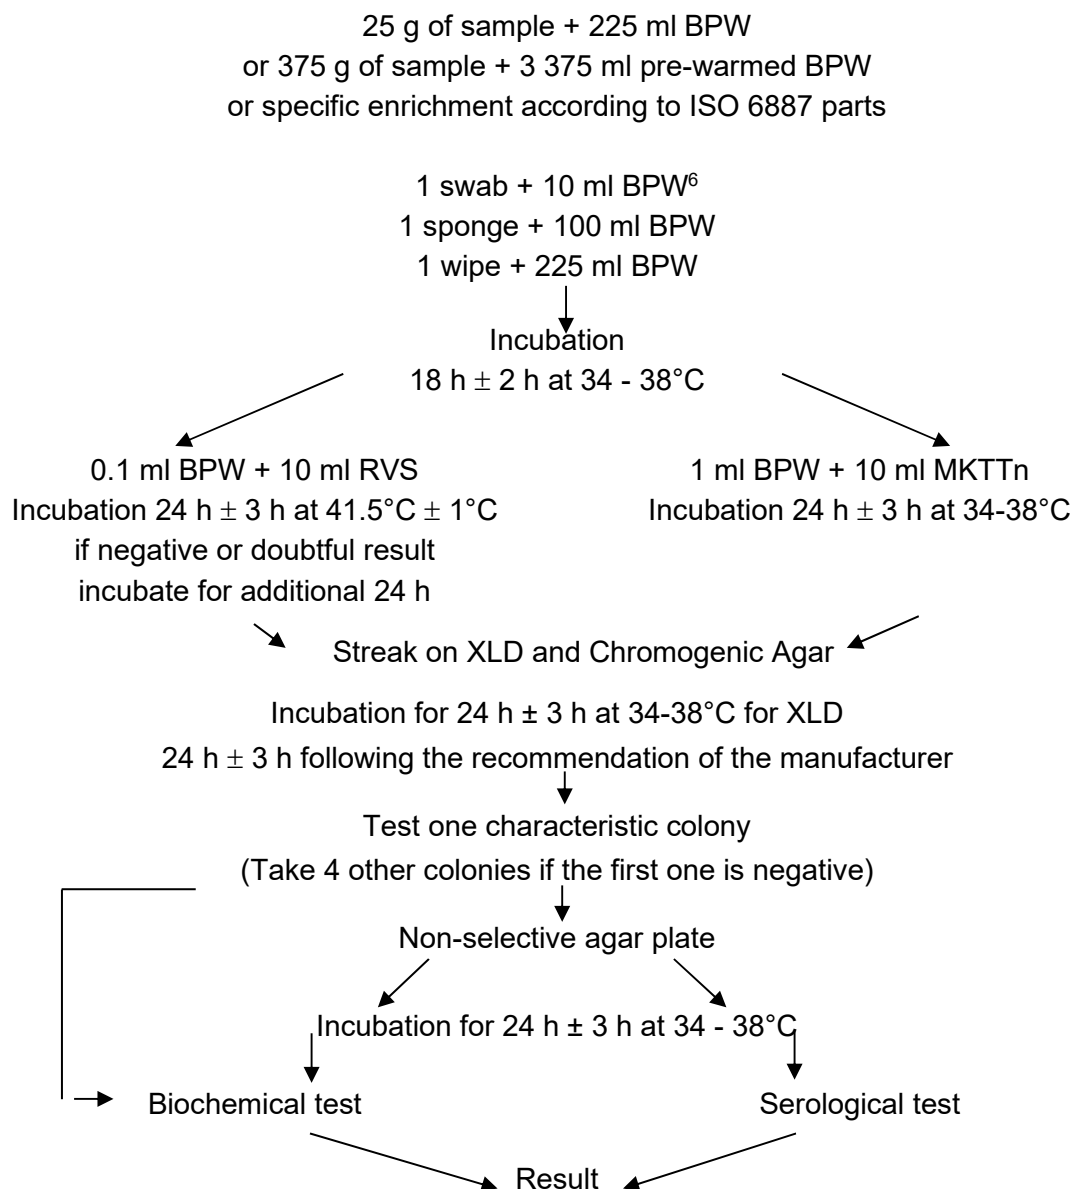 25 g of sample + 225 ml BPW
or 375 g of sample + 3 375 ml pre-warmed BPW
or specific enrichment according to ISO 6887 parts
1 swab + 10 ml BPW⁶
1 sponge + 100 ml BPW
1 wipe + 225 ml BPW
Incubation
18 h ± 2 h at 34 - 38°C
0.1 ml BPW + 10 ml RVS
Incubation 24 h ± 3 h at 41.5°C ± 1°C
if negative or doubtful result
incubate for additional 24 h
1 ml BPW + 10 ml MKTTn
Incubation 24 h ± 3 h at 34-38°C
Streak on XLD and Chromogenic Agar
Incubation for 24 h ± 3 h at 34-38°C for XLD
24 h ± 3 h following the recommendation of the manufacturer
Test one characteristic colony
(Take 4 other colonies if the first one is negative)
Non-selective agar plate
Incubation for 24 h ± 3 h at 34 - 38°C
Biochemical test
Serological test
Result